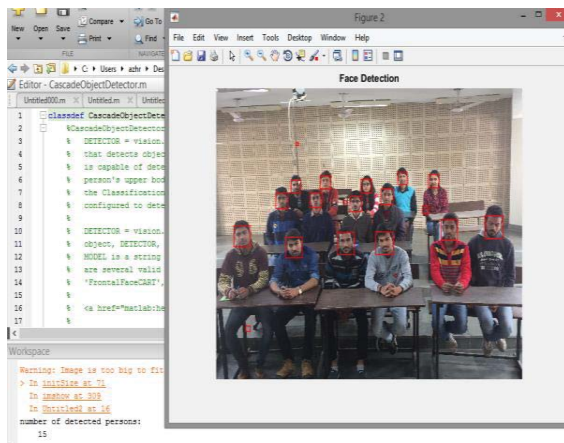 Compare
Go To
New Open Save
Print
Find
FILE
NAVIGATE
C: Users azhr Des
Editor - CascadeObjectDetector.m
Untitled000.m Untitled.m Untitled
1 classdef CascadeObjectDete
2 %CascadeObjectDetector
3 % DETECTOR = vision.
4 % that detects objec
5 % is capable of dete
6 % person's upper bod
7 % the Classification
8 % configured to dete
9 %
10 % DETECTOR = vision.
11 % object, DETECTOR,
12 % MODEL is a string
13 % are several valid
14 % 'FrontalFaceCART',
15 %
16 % <a href="matlab:he
17 %
Workspace
Warning: Image is too big to fit
> In initSize at 71
In imshow at 309
In Untitled2 at 16
number of detected persons:
15
Figure 2
File Edit View Insert Tools Desktop Window Help
Face Detection